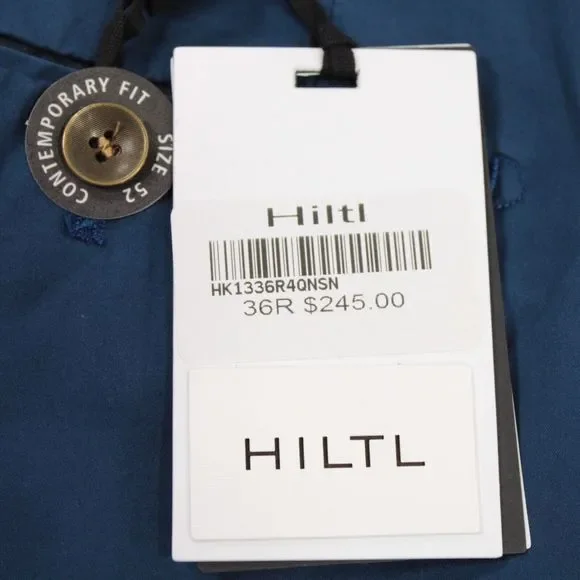 CONTEMPORARY FIT
SIZE 52
Hiltl
HK1336R4QNSN
36R $245.00
HILTL